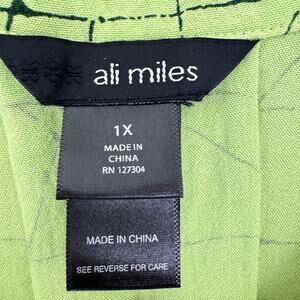 ali miles
1X
MADE IN
CHINA
RN 127304
MADE IN CHINA
SEE REVERSE FOR CARE